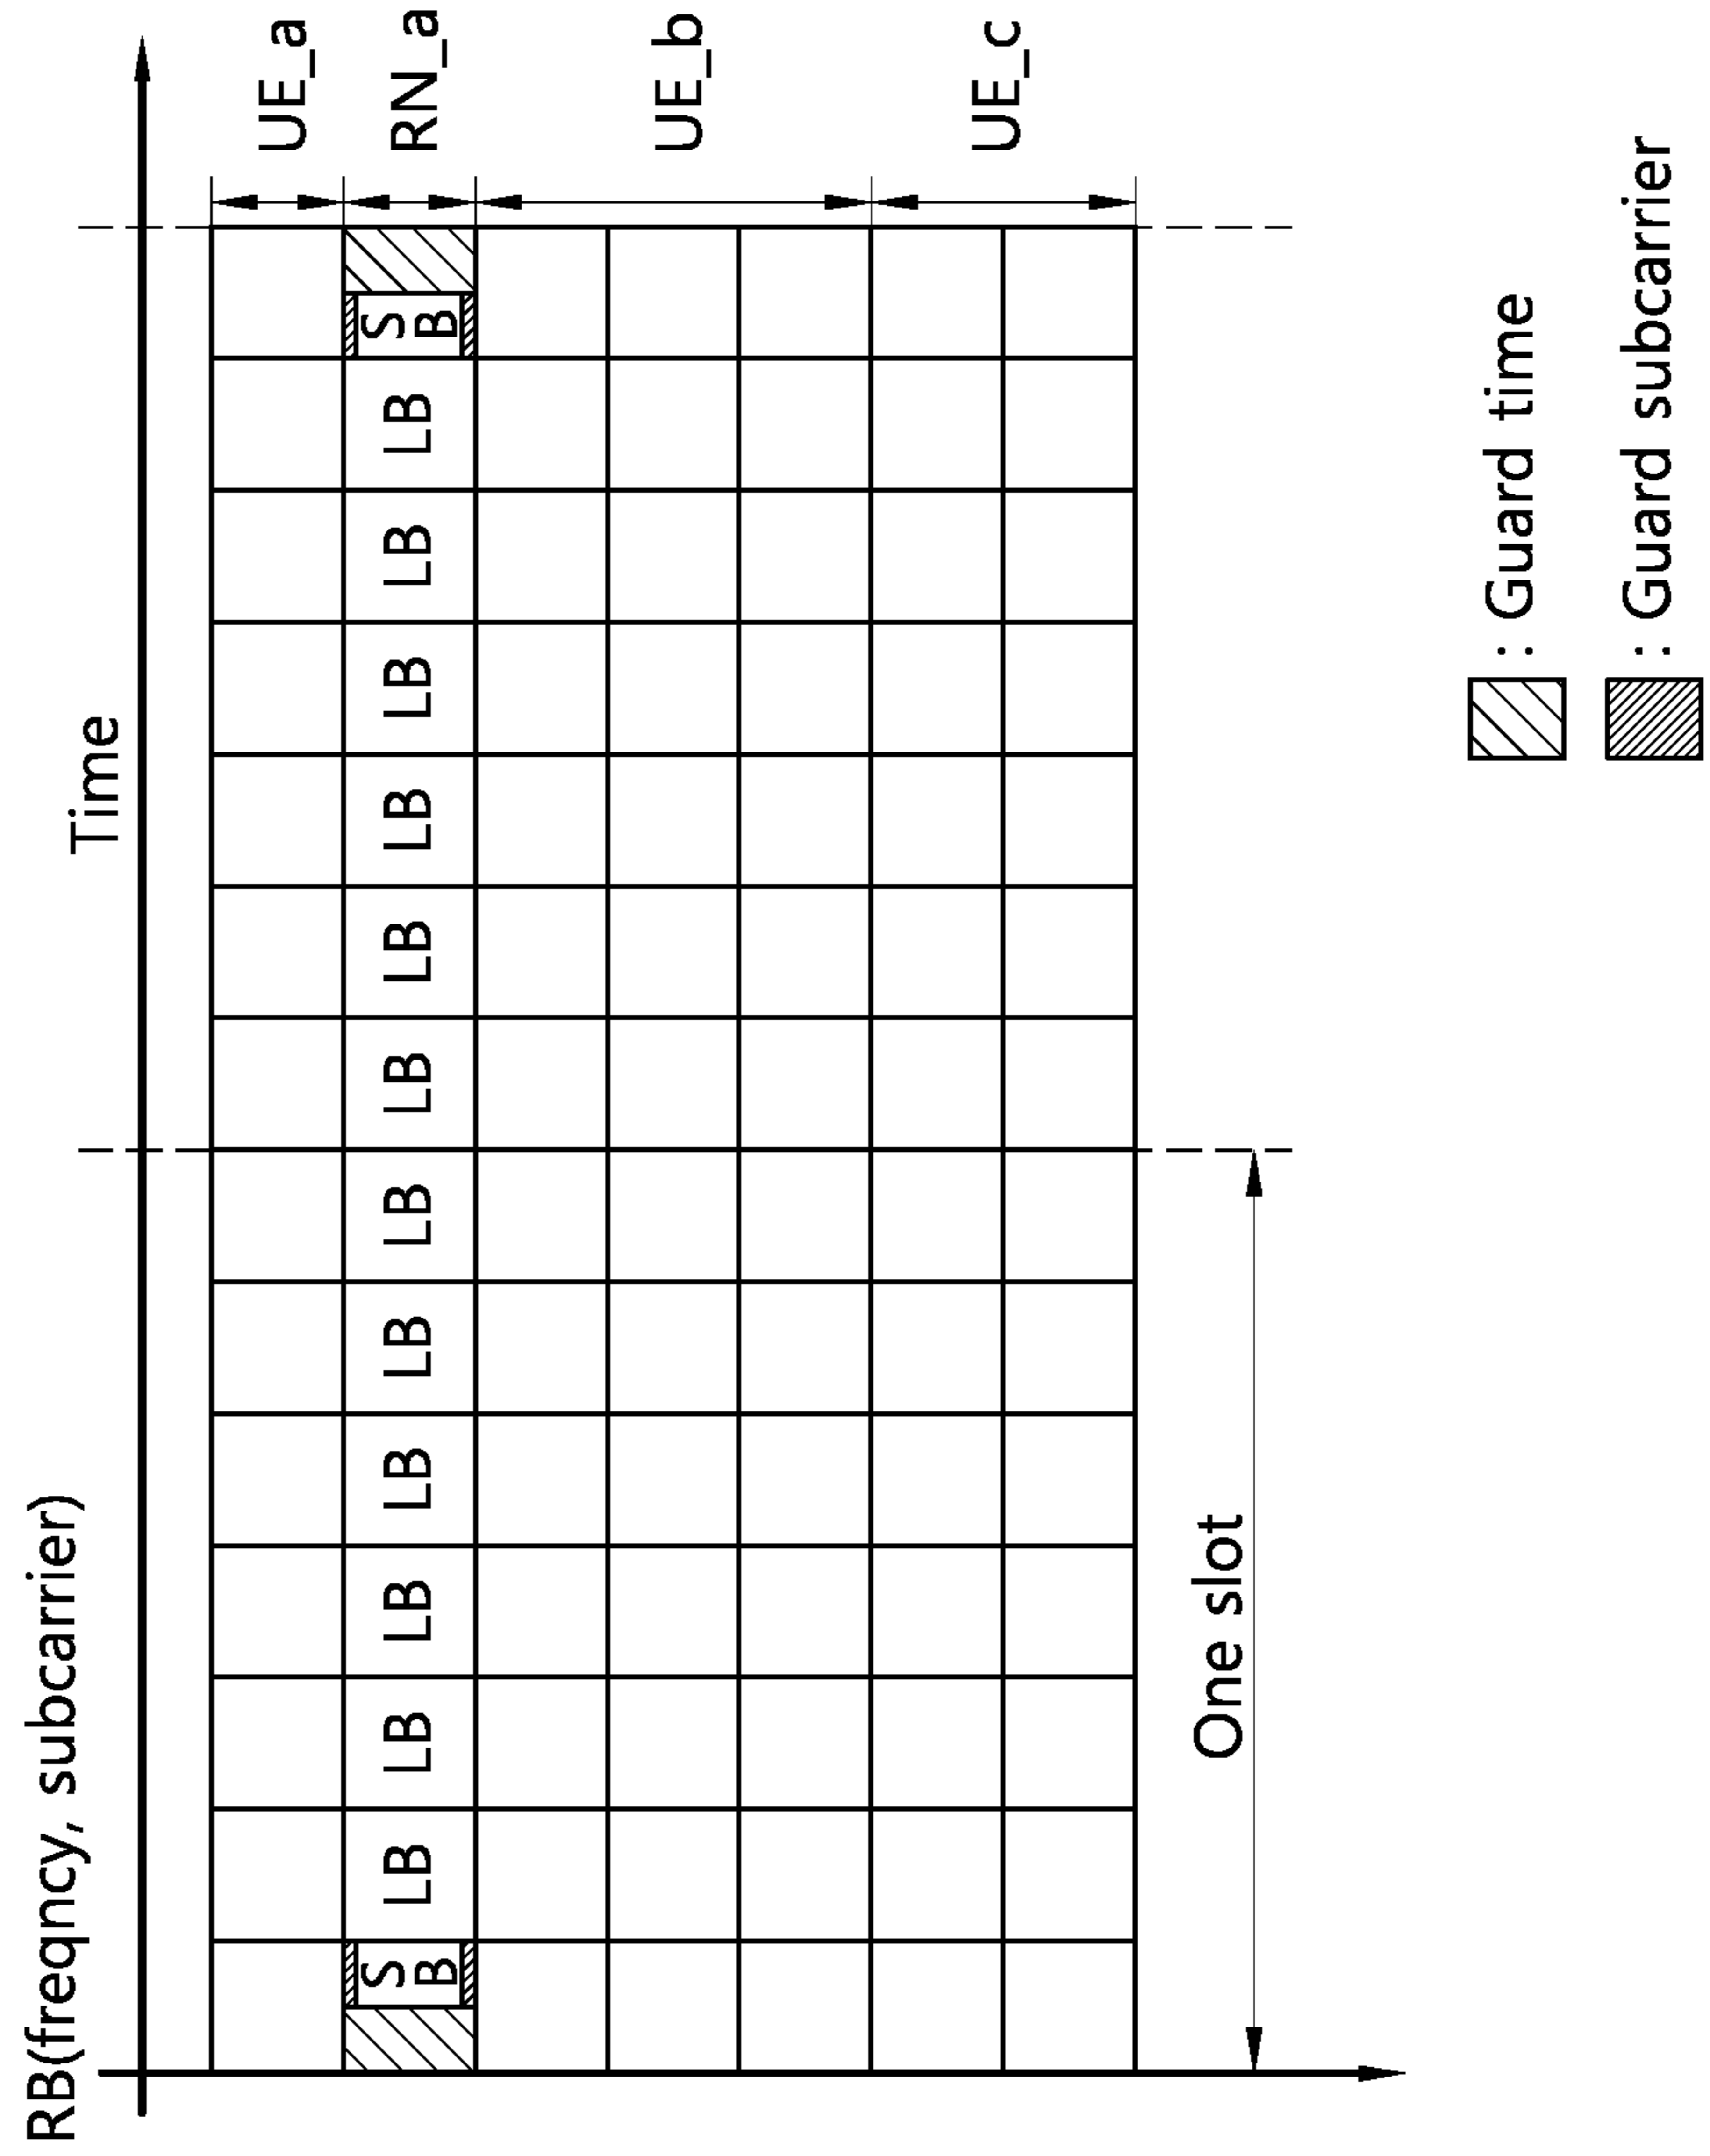 RB(freqncy, subcarrier)
Time
UE_a
S
B
LB
LB
LB
LB
LB
LB
LB
LB
LB
LB
LB
LB
S
B
RN_a
UE_b
UE_c
One slot
: Guard time
: Guard subcarrier